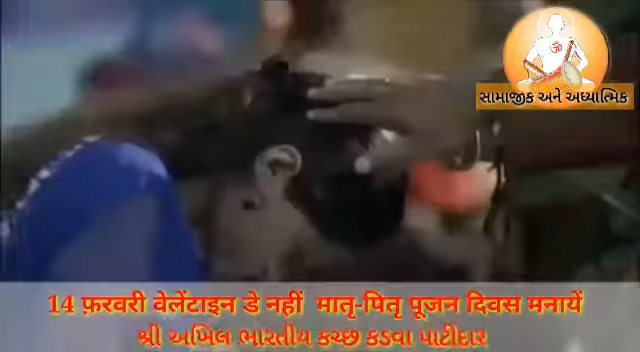 ૐ
સામાજીક અને અધ્યાત્મિક
14 फ़रवरी वेलेंटाइन डे नहीं मातृ-पितृ पूजन दिवस मनायें
શ્રી અખિલ ભારતીય કચ્છ કડવા પાટીદાર